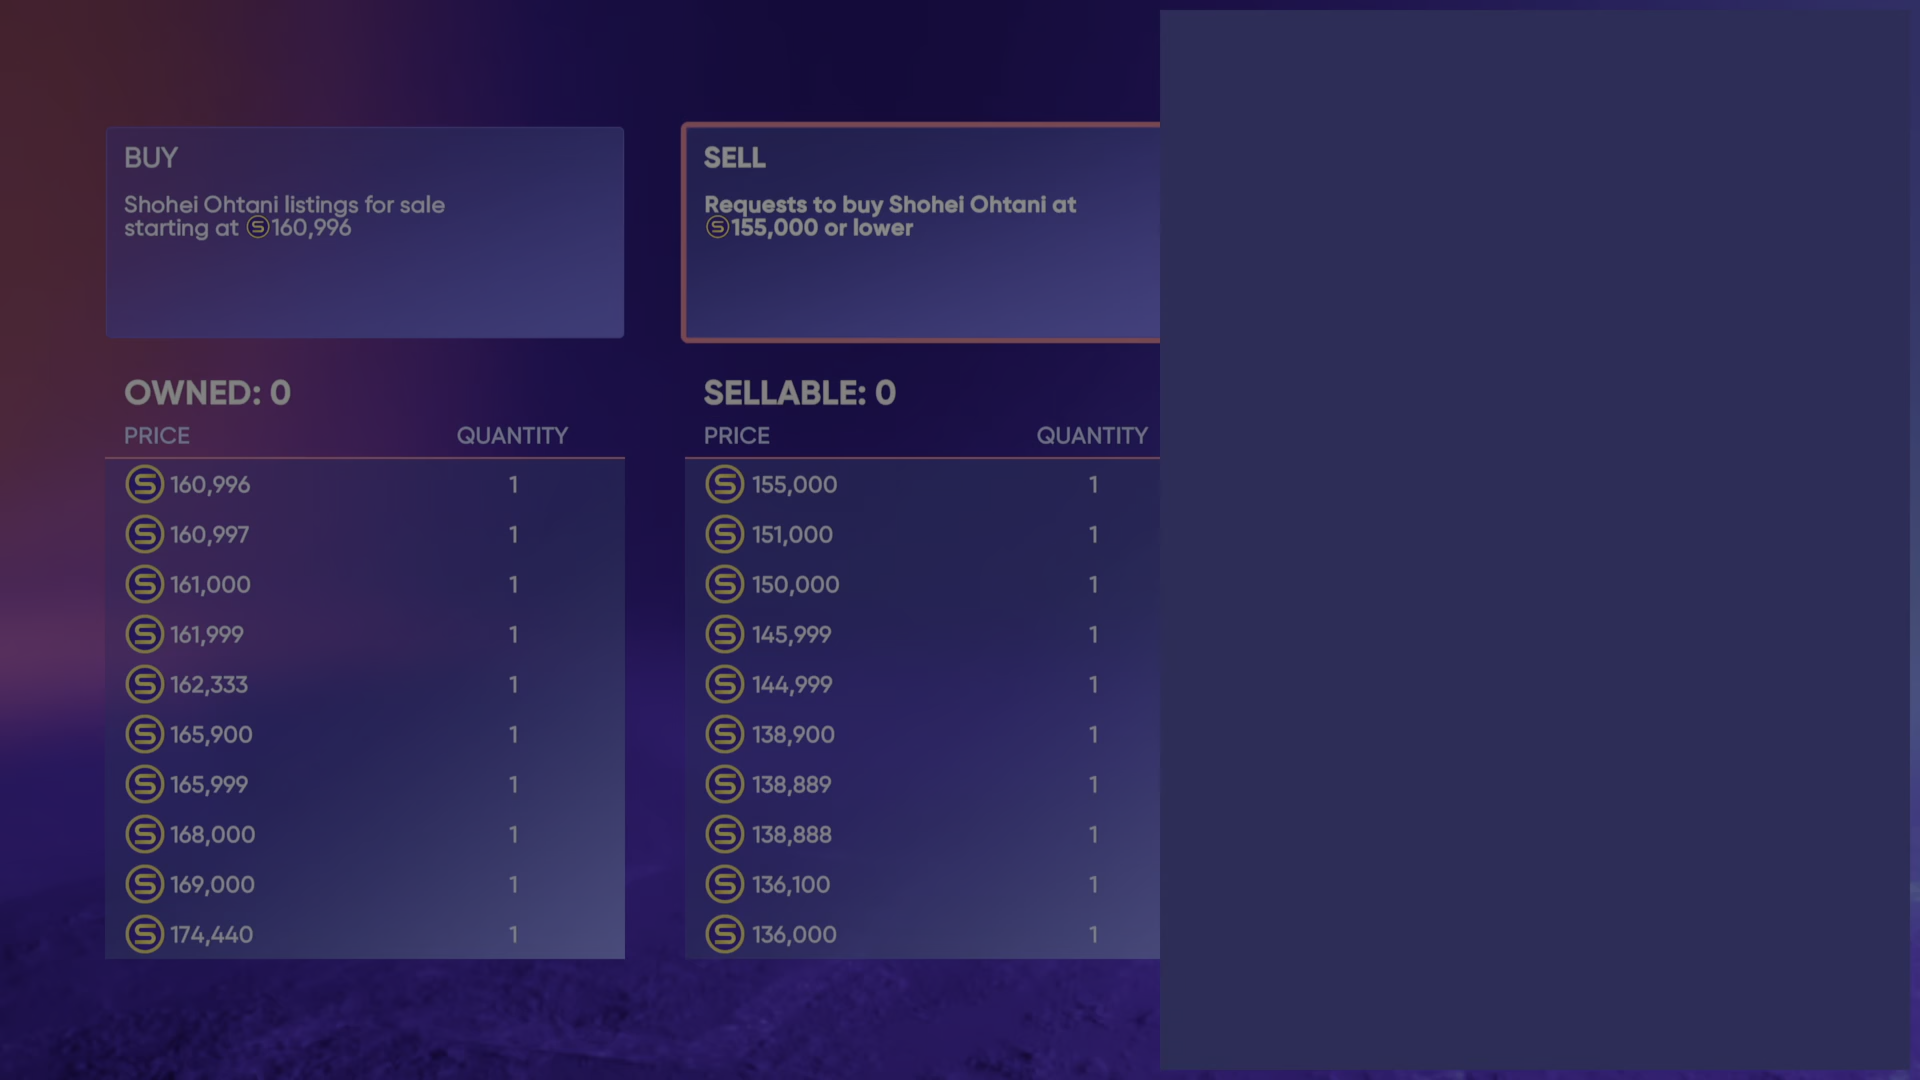 BUY
Shohei Ohtani listings for sale
starting at 160,996
SELL
Requests to buy Shohei Ohtani at
155,000 or lower
OWNED: 0
PRICE QUANTITY
160,996 1
160,997 1
161,000 1
161,999 1
162,333 1
165,900 1
165,999 1
168,000 1
169,000 1
174,440 1
SELLABLE: 0
PRICE QUANTITY
155,000 1
151,000 1
150,000 1
145,999 1
144,999 1
138,900 1
138,889 1
138,888 1
136,100 1
136,000 1